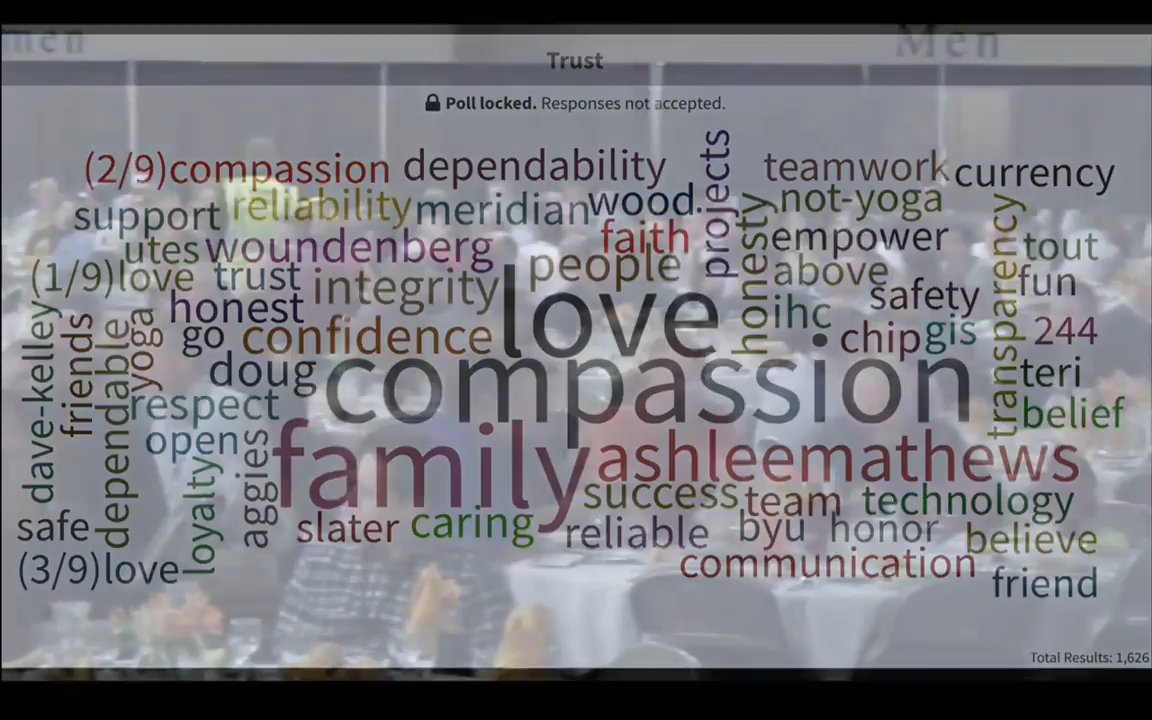 men
Men
Trust
Poll locked. Responses not accepted.
(2/9)compassion
dependability
projects
teamwork
currency
support
reliability
meridian
wood.
honesty
not-yoga
utes
woundenberg
faith
empower
transparency
tout
(1/9)love
trust
integrity
people
above
fun
honest
love
ihc
safety
dave-kelley
friends
dependable
yoga
go
confidence
chip
gis
244
doug
compassion
teri
respect
belief
open
family
ashleemathews
loyalty
aggies
success
team
technology
safe
slater
caring
reliable
byu
honor
believe
(3/9)love
communication
friend
Total Results: 1,626